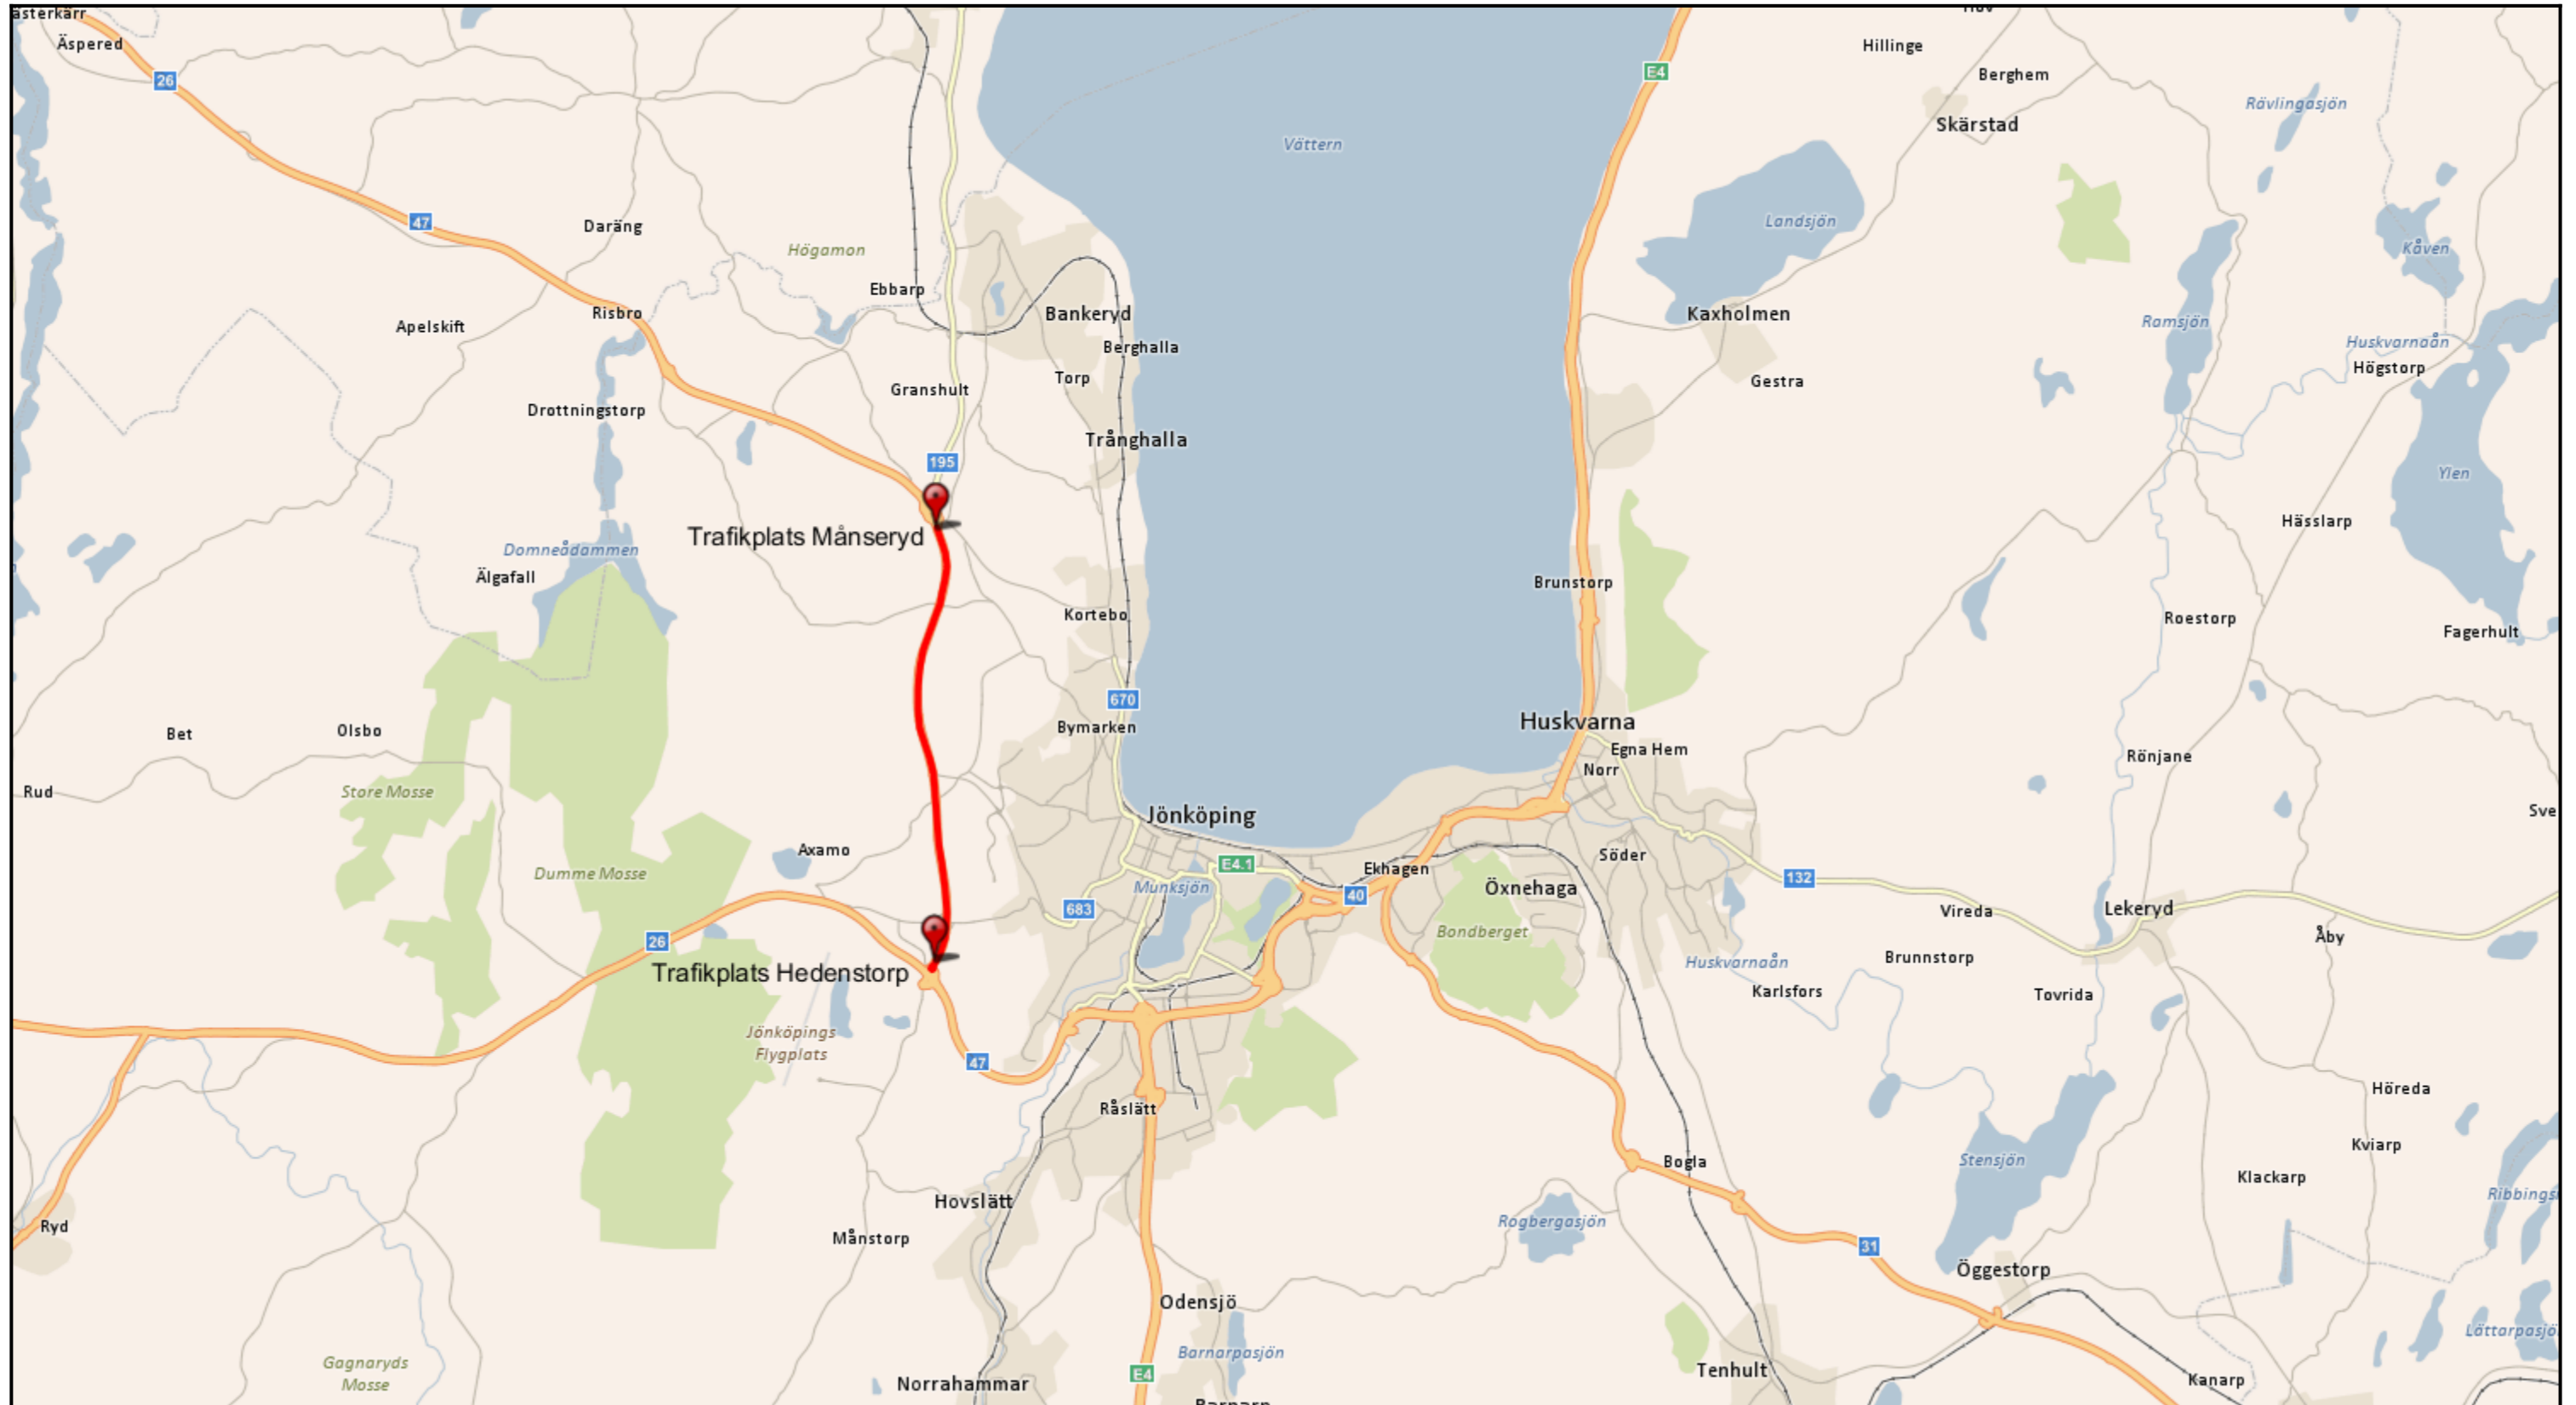 Äspered
26
E4
Hillinge
Berghem
Rävlingasjön
Skärstad
Vättern
47
Daräng
Högamon
Landsjön
Kåven
Ebbarp
Risbro
Bankeryd
Kaxholmen
Ramsjön
Apelskift
Berghalla
Huskvarnaån
Högstorp
Torp
Gestra
Granshult
Drottningstorp
Trånghalla
195
Ylen
Trafikplats Månseryd
Hässlarp
Domneådammen
Älgafall
Brunstorp
Kortebo
Roestorp
Fagerhult
670
Huskvarna
Bymarken
Olsbo
Bet
Egna Hem
Norr
Rönjane
Rud
Store Mosse
Jönköping
Sve
Axamo
Söder
E4.1
Ekhagen
Dumme Mosse
Munksjön
Öxnehaga
132
40
683
Vireda
Lekeryd
Bondberget
26
Åby
Trafikplats Hedenstorp
Huskvarnaån
Brunnstorp
Karlsfors
Tovrida
Jönköpings
Flygplats
47
Höreda
Råslätt
Kviarp
Bogla
Stensjön
Klackarp
Hovslätt
Ryd
Rogbergasjön
Månstorp
31
Öggestorp
Odensjö
Barnarpasjön
Gagnaryds
Mosse
E4
Tenhult
Norrahammar
Kanarp